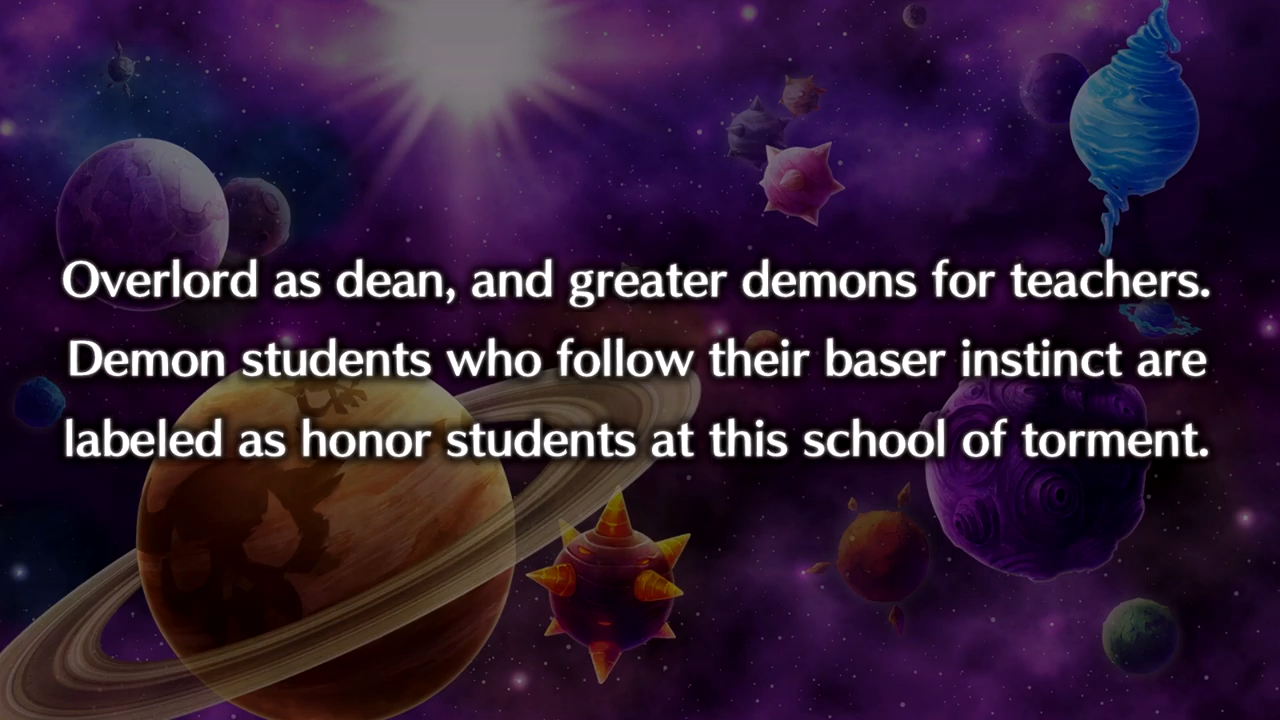 Overlord as dean, and greater demons for teachers.
Demon students who follow their baser instinct are
labeled as honor students at this school of torment.